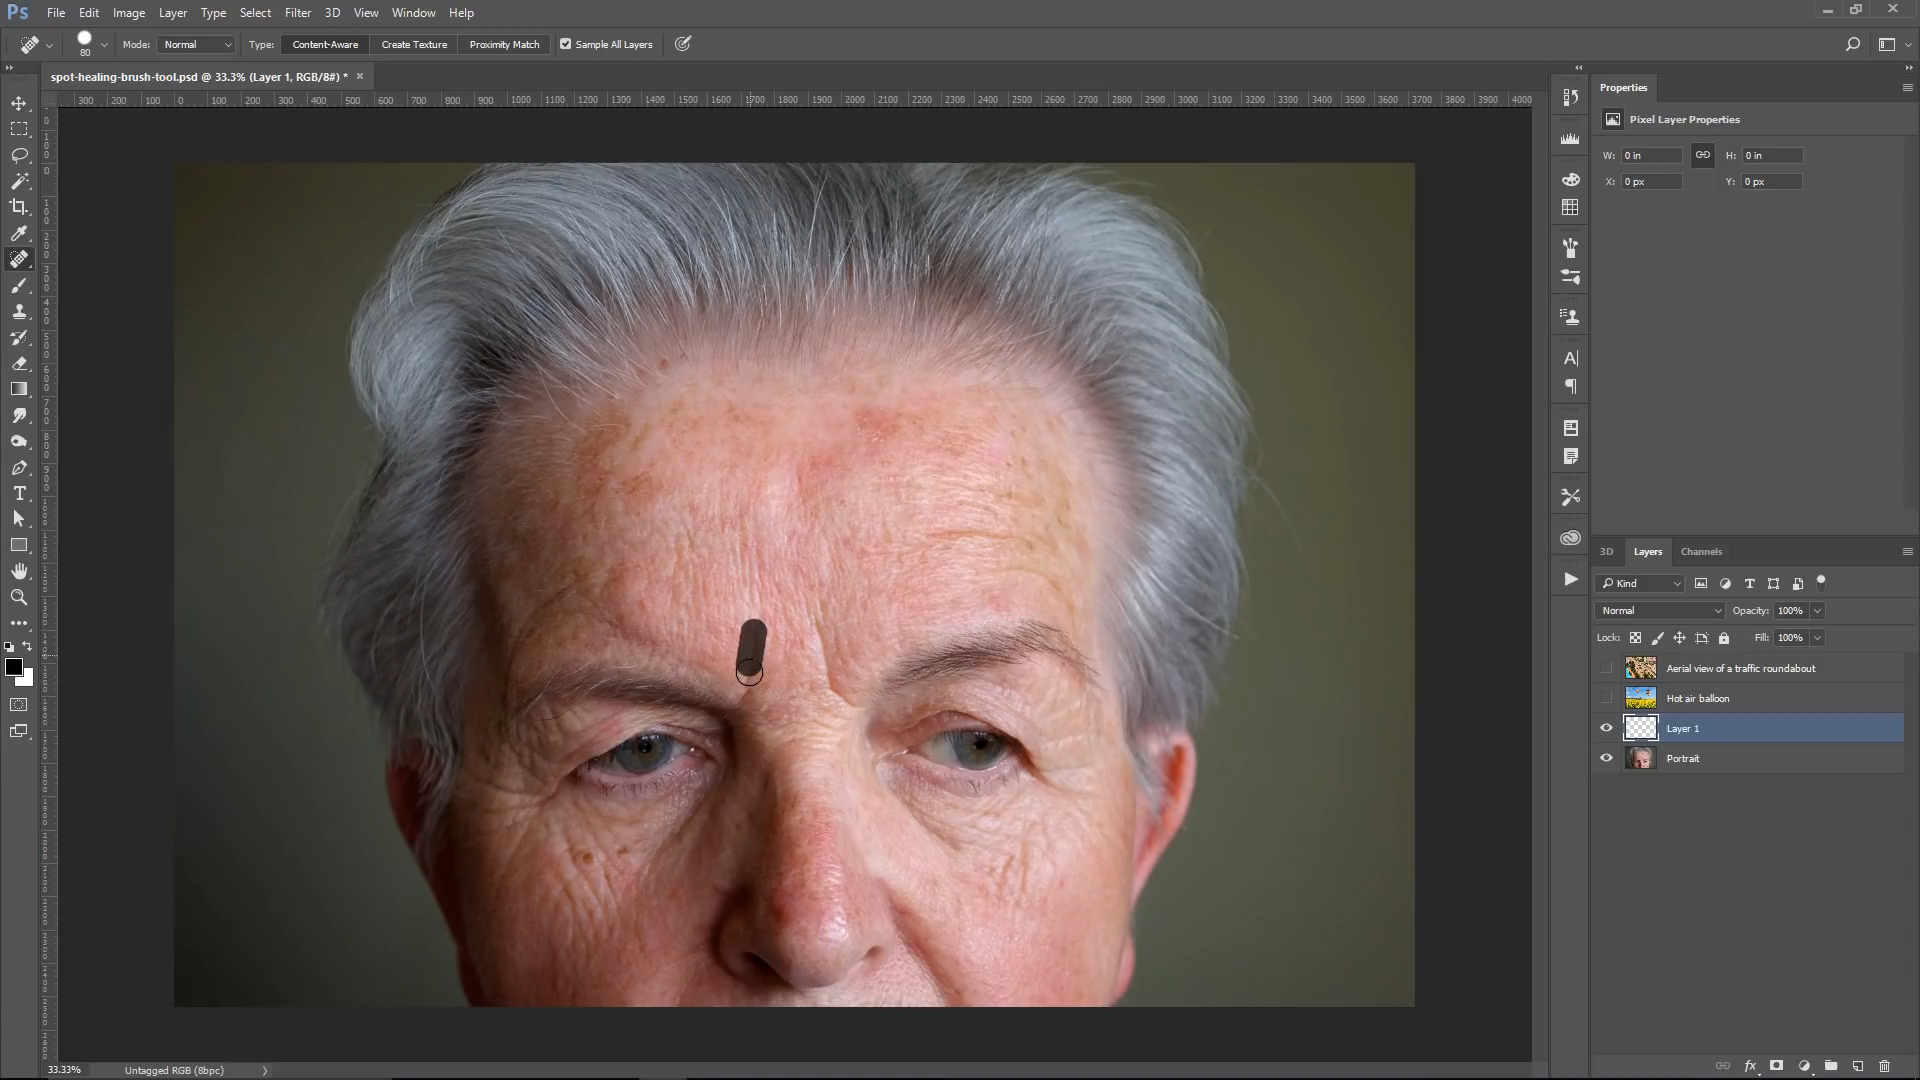 Ps File Edit Image Layer Type Select Filter 3D View Window Help
80 Mode: Normal Type: Content-Aware Create Texture Proximity Match Sample All Layers
spot-healing-brush-tool.psd @ 33.3% (Layer 1, RGB/8#) *
300 200 100 0 100 200 300 400 500 600 700 800 900 1000 1100 1200 1300 1400 1500 1600 1700 1800 1900 2000 2100 2200 2300 2400 2500 2600 2700 2800 2900 3000 3100 3200 3300 3400 3500 3600 3700 3800 3900 4000
Properties
Pixel Layer Properties
W: 0 in H: 0 in
X: 0 px Y: 0 px
3D Layers Channels
Kind
Normal Opacity: 100%
Lock: Fill: 100%
Aerial view of a traffic roundabout
Hot air balloon
Layer 1
Portrait
33.33% Untagged RGB (8bpc)